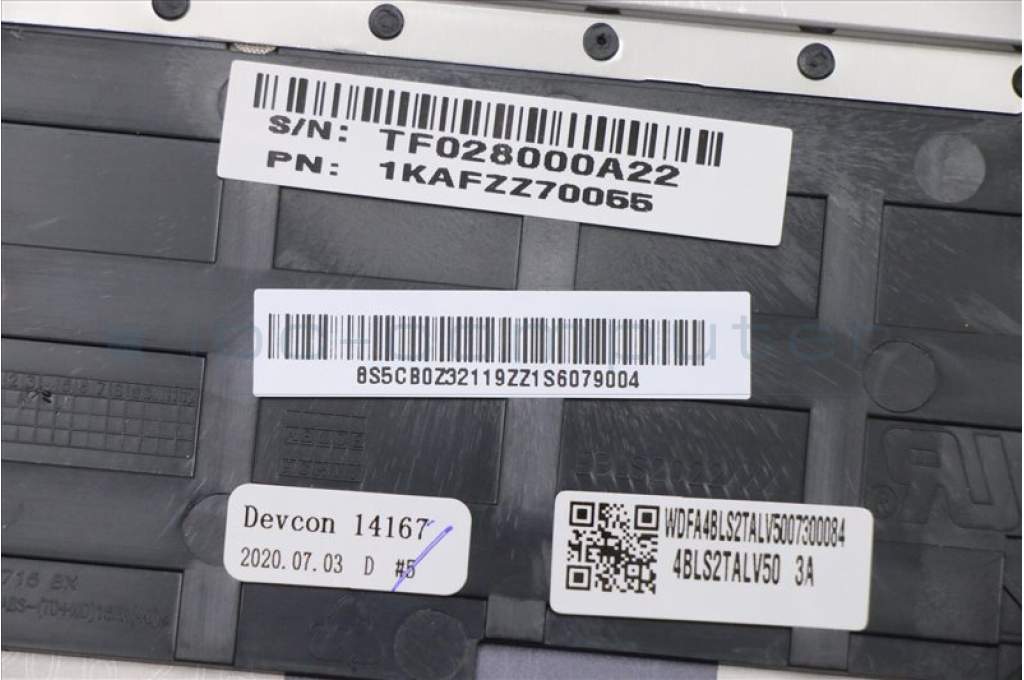 S/N: TF028000A22
PN: 1KAFZZ70055
8S5CB0Z32119ZZ1S6079004
Devcon 14167
2020.07.03 D #5
WDFA4BLS2TALV5007300084
4BLS2TALV50 3A